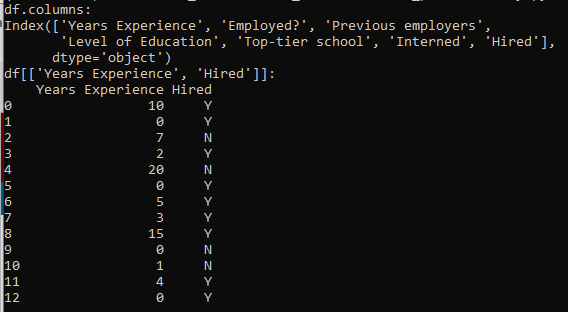 df.columns:
Index(['Years Experience', 'Employed?', 'Previous employers',
       'Level of Education', 'Top-tier school', 'Interned', 'Hired'],
      dtype='object')
df[['Years Experience', 'Hired']]:
    Years Experience Hired
0                 10     Y
1                  0     Y
2                  7     N
3                  2     Y
4                 20     N
5                  0     Y
6                  5     Y
7                  3     Y
8                 15     Y
9                  0     N
10                 1     N
11                 4     Y
12                 0     Y